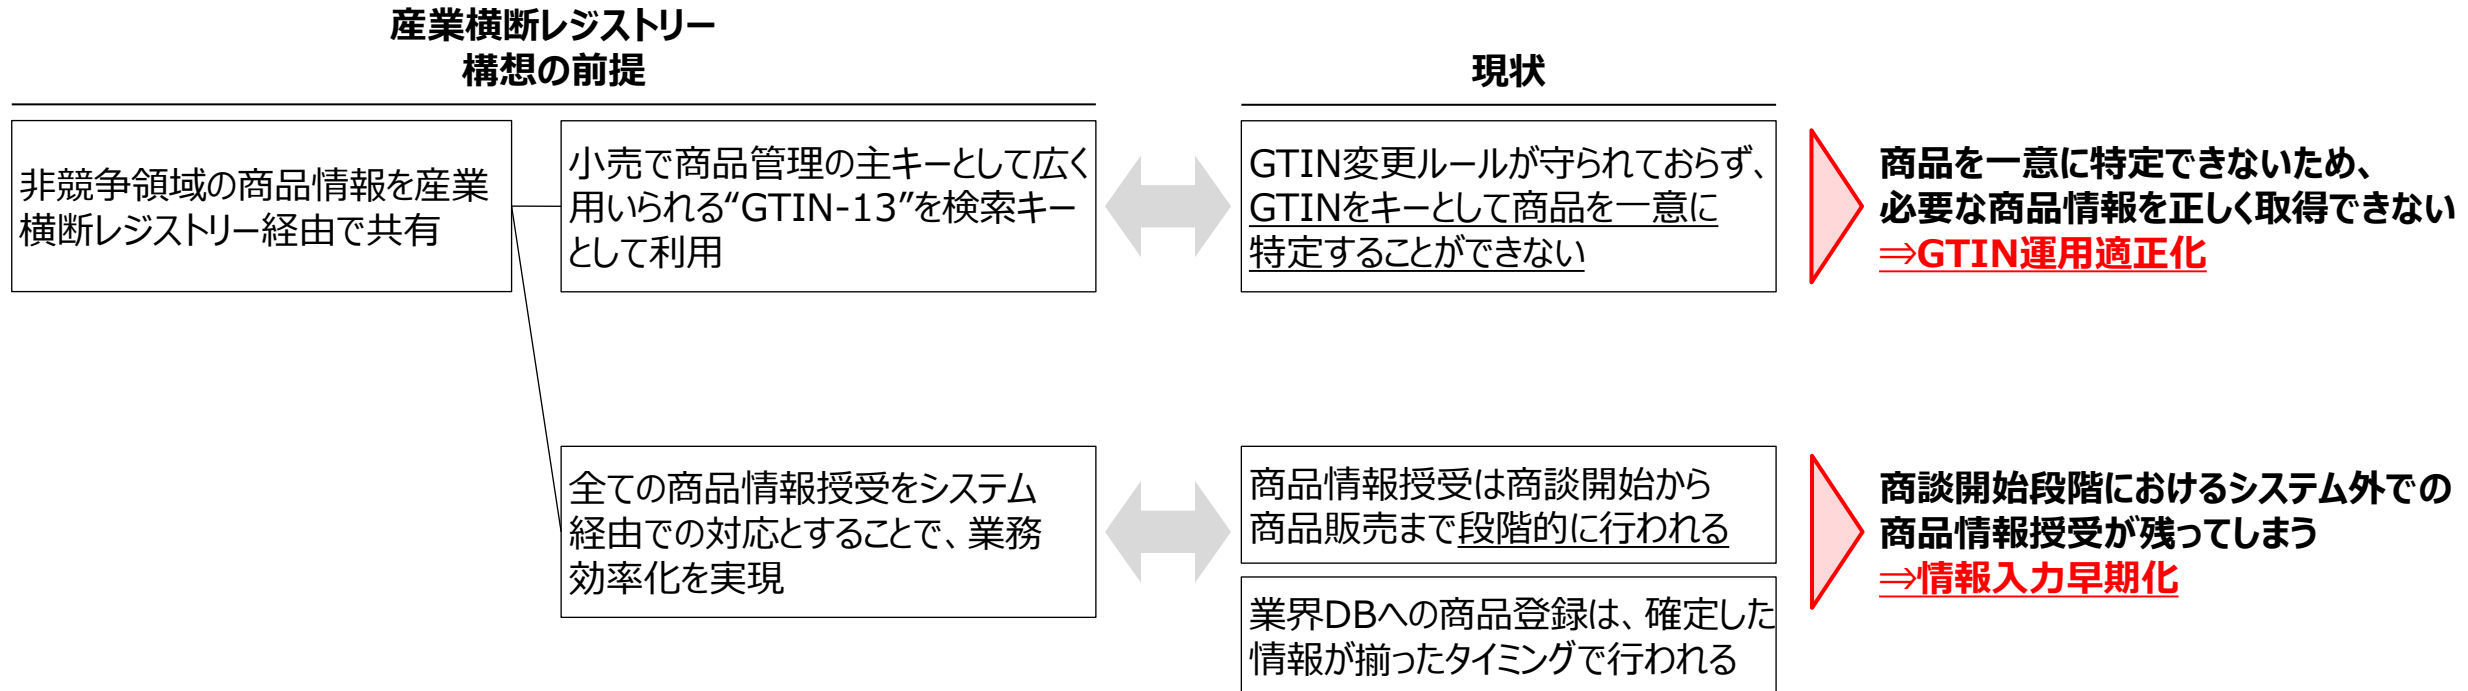 産業横断レジストリー
構想の前提
現状
非競争領域の商品情報を産業
横断レジストリー経由で共有
小売で商品管理の主キーとして広く
用いられる“GTIN-13”を検索キー
として利用
GTIN変更ルールが守られておらず、
GTINをキーとして商品を一意に
特定することができない
商品を一意に特定できないため、
必要な商品情報を正しく取得できない
⇒GTIN運用適正化
全ての商品情報授受をシステム
経由での対応とすることで、業務
効率化を実現
商品情報授受は商談開始から
商品販売まで段階的に行われる
業界DBへの商品登録は、確定した
情報が揃ったタイミングで行われる
商談開始段階におけるシステム外での
商品情報授受が残ってしまう
⇒情報入力早期化